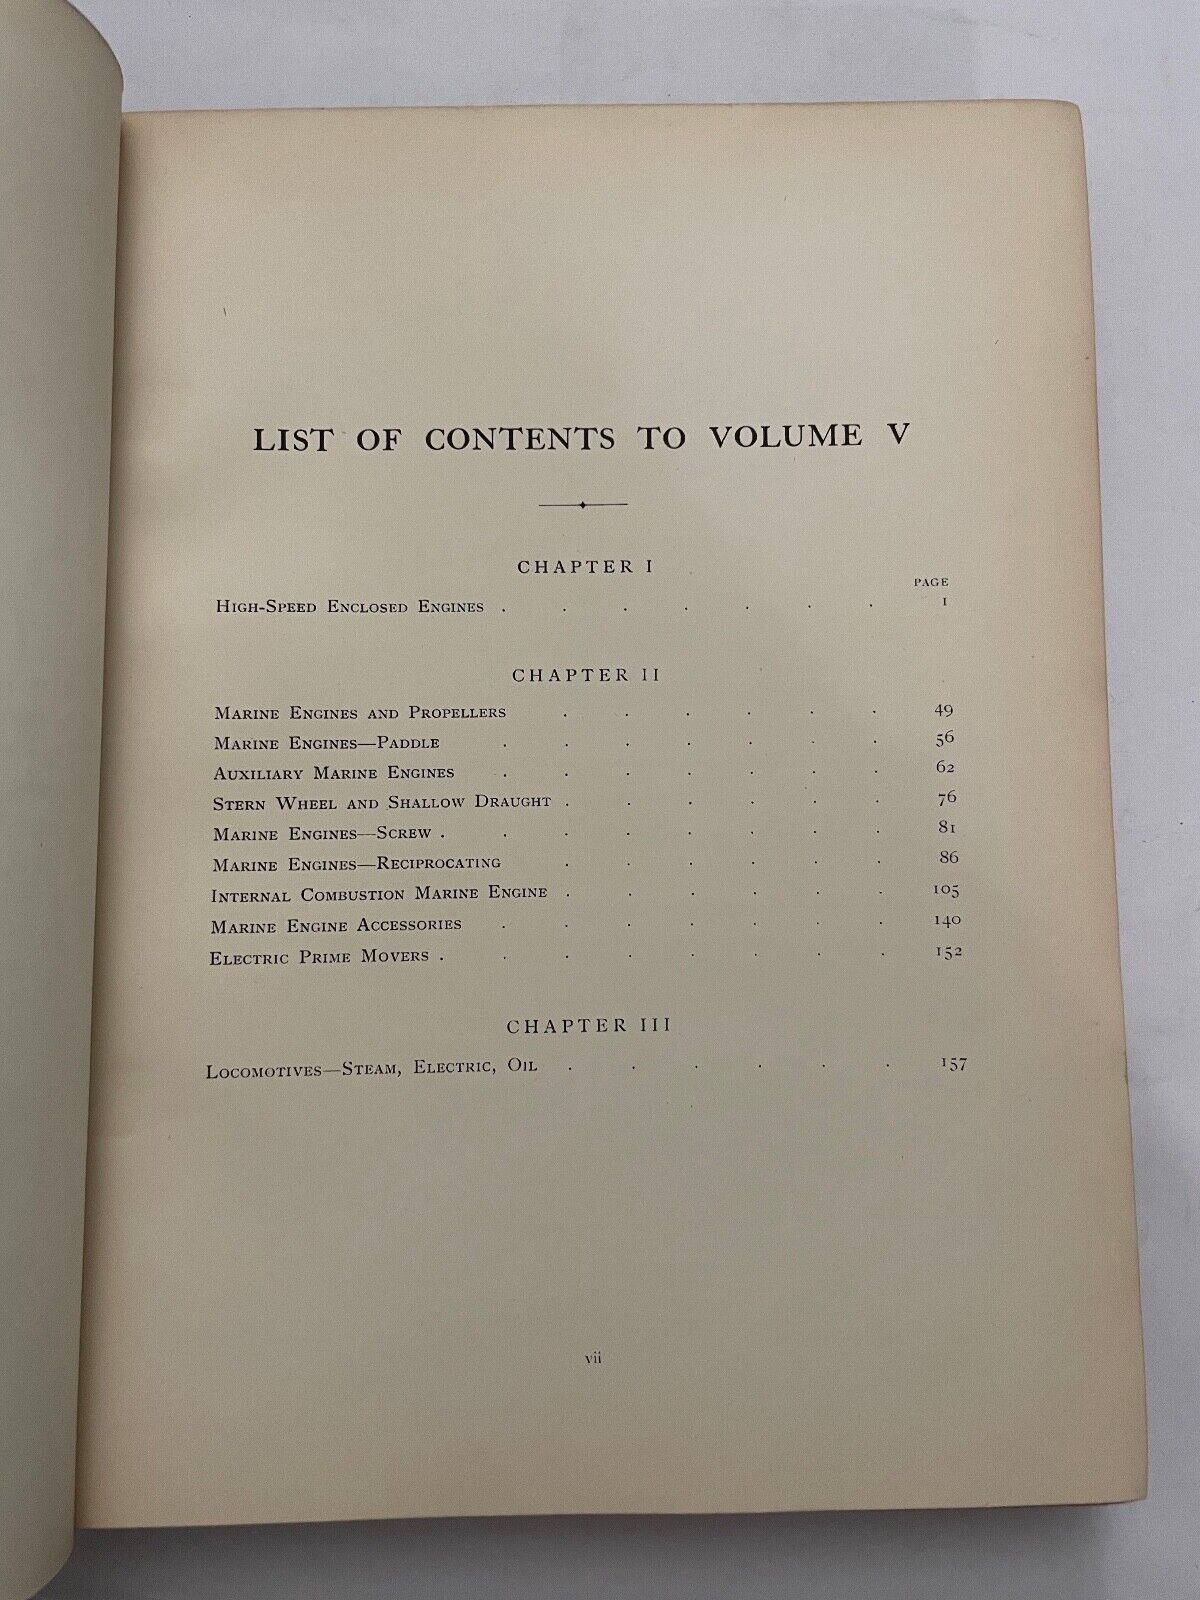 LIST OF CONTENTS TO VOLUME V
CHAPTER I
PAGE
High-Speed Enclosed Engines . . . . . . . 1
CHAPTER II
Marine Engines and Propellers . . . . . . 49
Marine Engines—Paddle . . . . . . . 56
Auxiliary Marine Engines . . . . . . . 62
Stern Wheel and Shallow Draught . . . . . . 76
Marine Engines—Screw . . . . . . . . 81
Marine Engines—Reciprocating . . . . . . 86
Internal Combustion Marine Engine . . . . . . 105
Marine Engine Accessories . . . . . . . 140
Electric Prime Movers . . . . . . . . 152
CHAPTER III
Locomotives—Steam, Electric, Oil . . . . . . 157
vii